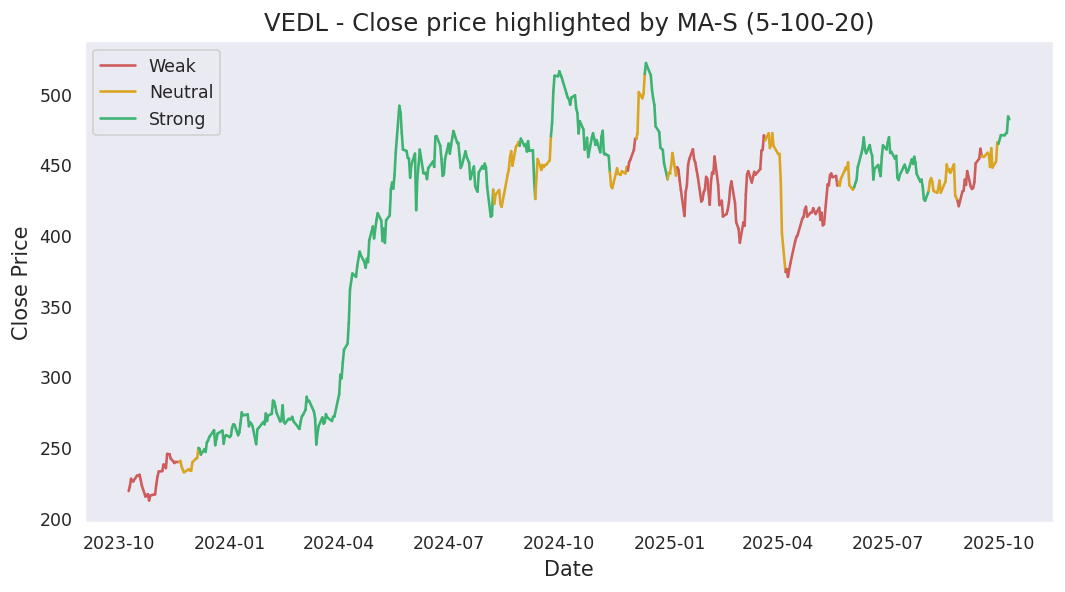 VEDL - Close price highlighted by MA-S (5-100-20)
Weak
Neutral
Strong
Close Price
500
450
400
350
300
250
200
2023-10 2024-01 2024-04 2024-07 2024-10 2025-01 2025-04 2025-07 2025-10
Date